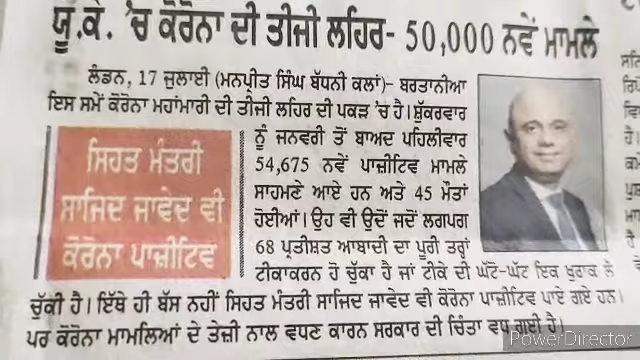 ਯੂ.ਕੇ. 'ਚ ਕੋਰੋਨਾ ਦੀ ਤੀਜੀ ਲਹਿਰ- 50,000 ਨਵੇਂ ਮਾਮਲੇ
ਲੰਡਨ, 17 ਜੁਲਾਈ (ਮਨਪ੍ਰੀਤ ਸਿੰਘ ਬੱਧਨੀ ਕਲਾਂ)- ਬਰਤਾਨੀਆ
ਇਸ ਸਮੇਂ ਕੋਰੋਨਾ ਮਹਾਂਮਾਰੀ ਦੀ ਤੀਜੀ ਲਹਿਰ ਦੀ ਪਕੜ 'ਚ ਹੈ। ਸ਼ੁੱਕਰਵਾਰ
ਨੂੰ ਜਨਵਰੀ ਤੋਂ ਬਾਅਦ ਪਹਿਲੀਵਾਰ
54,675 ਨਵੇਂ ਪਾਜ਼ੀਟਿਵ ਮਾਮਲੇ
ਸਾਹਮਣੇ ਆਏ ਹਨ ਅਤੇ 45 ਮੌਤਾਂ
ਹੋਈਆਂ। ਉਹ ਵੀ ਉਦੋਂ ਜਦੋਂ ਲਗਪਗ
68 ਪ੍ਰਤੀਸ਼ਤ ਆਬਾਦੀ ਦਾ ਪੂਰੀ ਤਰ੍ਹਾਂ
ਟੀਕਾਕਰਨ ਹੋ ਚੁੱਕਾ ਹੈ ਜਾਂ ਟੀਕੇ ਦੀ ਘੱਟੋ-ਘੱਟ ਇਕ ਖੁਰਾਕ ਲੈ
ਚੁੱਕੀ ਹੈ। ਇੱਥੇ ਹੀ ਬੱਸ ਨਹੀਂ ਸਿਹਤ ਮੰਤਰੀ ਸਾਜਿਦ ਜਾਵੇਦ ਵੀ ਕੋਰੋਨਾ ਪਾਜ਼ੀਟਿਵ ਪਾਏ ਗਏ ਹਨ।
ਪਰ ਕੋਰੋਨਾ ਮਾਮਲਿਆਂ ਦੇ ਤੇਜ਼ੀ ਨਾਲ ਵਧਣ ਕਾਰਨ ਸਰਕਾਰ ਦੀ ਚਿੰਤਾ ਵਧ ਗਈ ਹੈ।
ਸਿਹਤ ਮੰਤਰੀ
ਸਾਜਿਦ ਜਾਵੇਦ ਵੀ
ਕੋਰੋਨਾ ਪਾਜ਼ੀਟਿਵ
PowerDirector